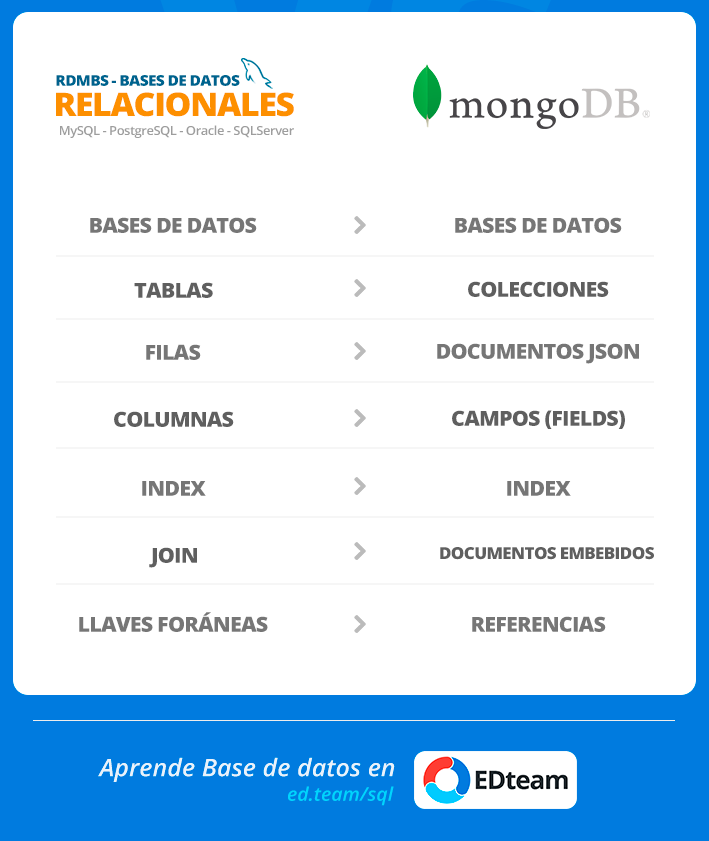 RDMBS - BASES DE DATOS
RELACIONALES
MySQL - PostgreSQL - Oracle - SQLServer
mongoDB®
BASES DE DATOS > BASES DE DATOS
TABLAS > COLECCIONES
FILAS > DOCUMENTOS JSON
COLUMNAS > CAMPOS (FIELDS)
INDEX > INDEX
JOIN > DOCUMENTOS EMBEBIDOS
LLAVES FORÁNEAS > REFERENCIAS
Aprende Base de datos en
ed.team/sql
EDteam